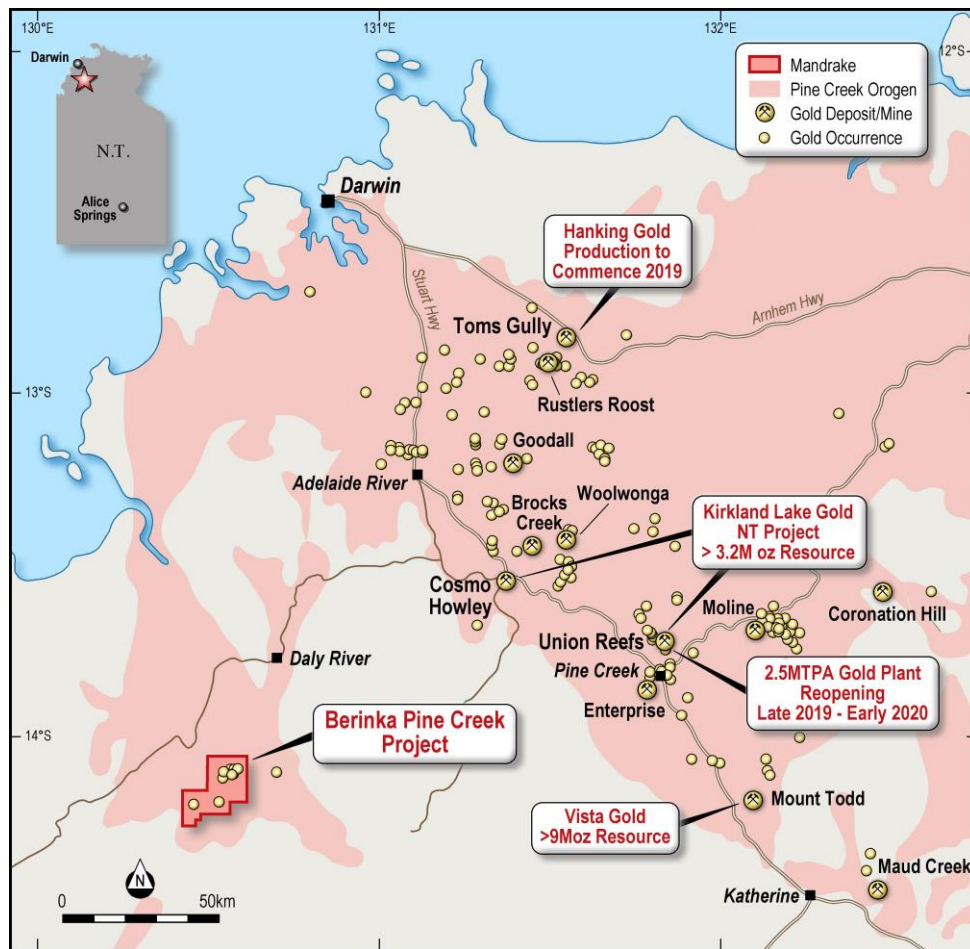 130°E
131°
132°
12°S
Darwin
N.T.
Alice
Springs
Mandrake
Pine Creek Orogen
Gold Deposit/Mine
Gold Occurrence
Darwin
Hanking Gold
Production to
Commence 2019
Stuart Hwy
Arnhem Hwy
Toms Gully
13°S
Rustlers Roost
Goodall
Adelaide River
Brocks
Creek
Woolwonga
Kirkland Lake Gold
NT Project
> 3.2M oz Resource
Cosmo
Howley
Moline
Coronation Hill
Union Reefs
Daly River
Pine Creek
2.5MTPA Gold Plant
Reopening
Late 2019 - Early 2020
Enterprise
Berinka Pine Creek
Project
14°S
Mount Todd
Vista Gold
>9Moz Resource
Maud Creek
N
0
50km
Katherine